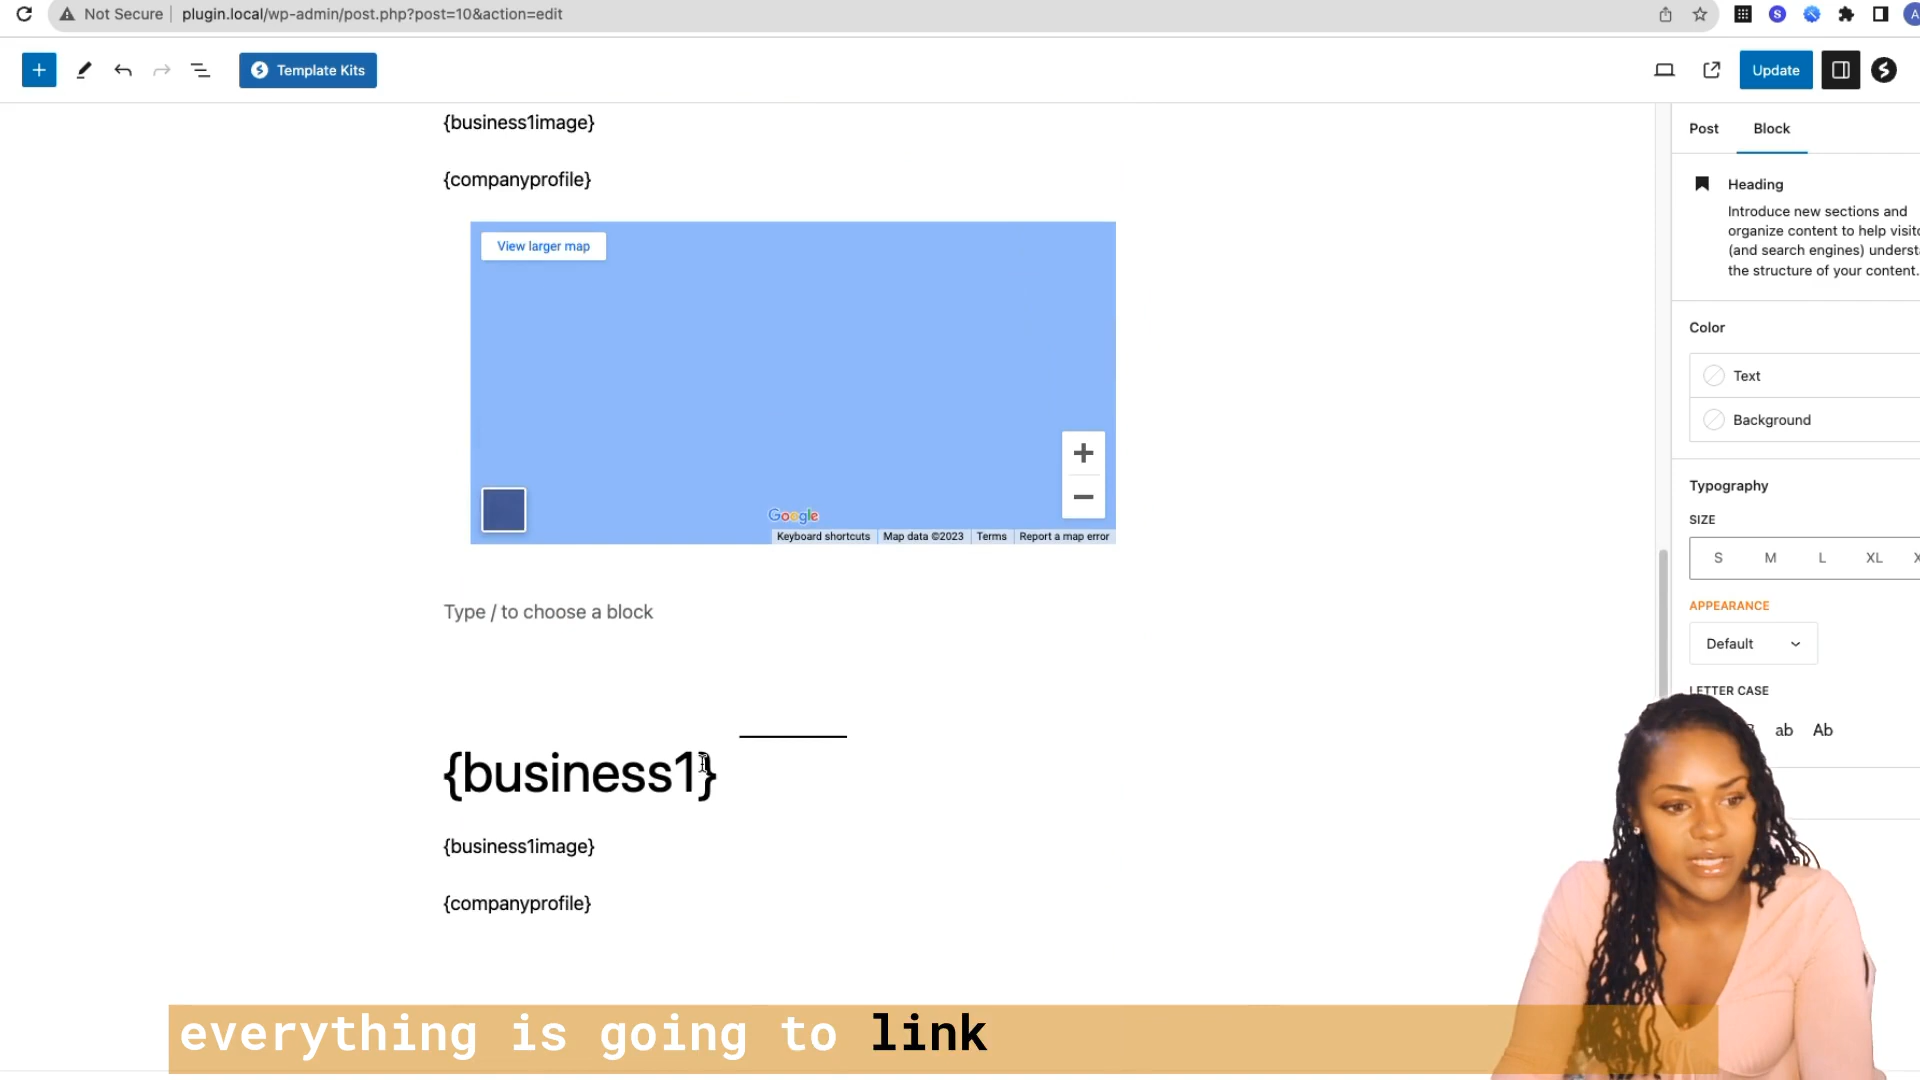 Not Secure plugin.local/wp-admin/post.php?post=10&action=edit
S
A
Template Kits
Update
{business1image}
Post Block
{companyprofile}
Heading
Introduce new sections and
organize content to help visito
(and search engines) underst
the structure of your content.
View larger map
Color
Text
Background
Typography
SIZE
S M L XL X
Google
Keyboard shortcuts Map data ©2023 Terms Report a map error
Type / to choose a block
APPEARANCE
Default
LETTER CASE
ab Ab
{business1}
{business1image}
{companyprofile}
everything is going to link